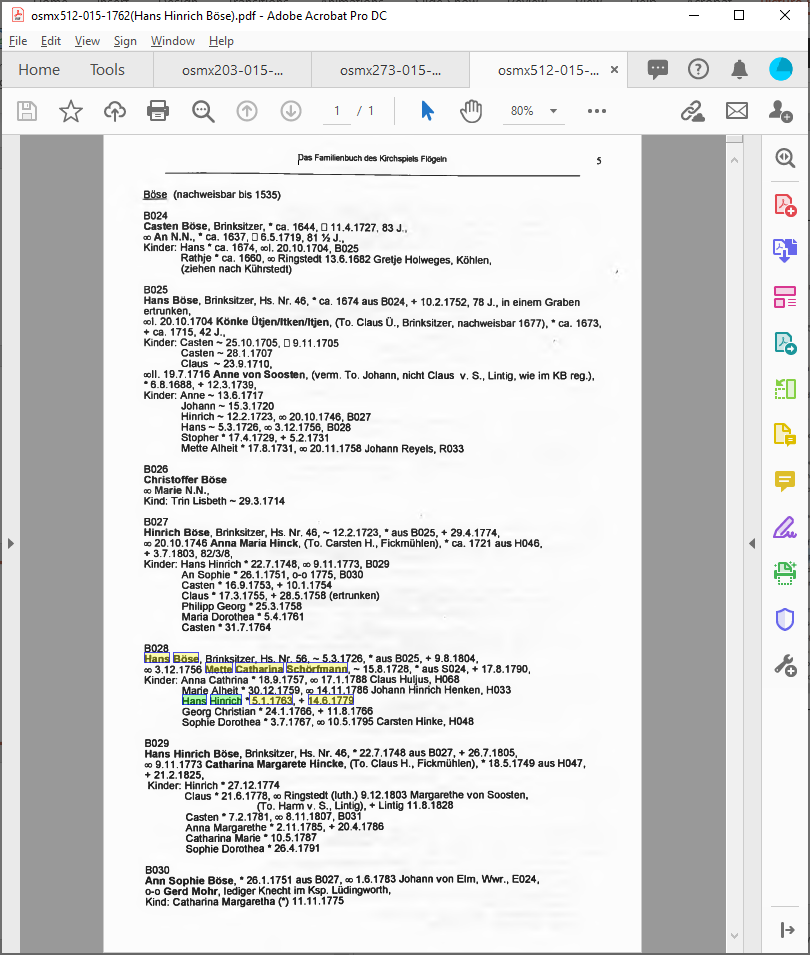 osmx512-015-1762(Hans Hinrich Böse).pdf - Adobe Acrobat Pro DC
File Edit View Sign Window Help
Home Tools osmx203-015-... osmx273-015-... osmx512-015-... ×
1 / 1 80%
Das Familienbuch des Kirchspiels Flögeln 5
Böse (nachweisbar bis 1535)
B024
Casten Böse, Brinksitzer, * ca. 1644, □ 11.4.1727, 83 J.,
∞ An N.N., * ca. 1637, □ 6.5.1719, 81 ½ J.,
Kinder: Hans * ca. 1674, ∞I. 20.10.1704, B025
Rathje * ca. 1660, ∞ Ringstedt 13.6.1682 Gretje Holweges, Köhlen,
(ziehen nach Kührstedt)
B025
Hans Böse, Brinksitzer, Hs. Nr. 46, * ca. 1674 aus B024, + 10.2.1752, 78 J., in einem Graben
ertrunken,
∞I. 20.10.1704 Könke Ütjen/Itken/Itjen, (To. Claus Ü., Brinksitzer, nachweisbar 1677), * ca. 1673,
+ ca. 1715, 42 J.,
Kinder: Casten ~ 25.10.1705, □ 9.11.1705
Casten ~ 28.1.1707
Claus ~ 23.9.1710,
∞II. 19.7.1716 Anne von Soosten, (verm. To. Johann, nicht Claus v. S., Lintig, wie im KB reg.),
* 6.8.1688, + 12.3.1739,
Kinder: Anne ~ 13.6.1717
Johann ~ 15.3.1720
Hinrich ~ 12.2.1723, ∞ 20.10.1746, B027
Hans ~ 5.3.1726, ∞ 3.12.1756, B028
Stopher * 17.4.1729, + 5.2.1731
Mette Alheit * 17.8.1731, ∞ 20.11.1758 Johann Reyels, R033
B026
Christoffer Böse
∞ Marie N.N.,
Kind: Trin Lisbeth ~ 29.3.1714
B027
Hinrich Böse, Brinksitzer, Hs. Nr. 46, ~ 12.2.1723, * aus B025, + 29.4.1774,
∞ 20.10.1746 Anna Maria Hinck, (To. Carsten H., Fickmühlen), * ca. 1721 aus H046,
+ 3.7.1803, 82/3/8,
Kinder: Hans Hinrich * 22.7.1748, ∞ 9.11.1773, B029
An Sophie * 26.1.1751, o-o 1775, B030
Casten * 16.9.1753, + 10.1.1754
Claus * 17.3.1755, + 28.5.1758 (ertrunken)
Philipp Georg * 25.3.1758
Maria Dorothea * 5.4.1761
Casten * 31.7.1764
B028
Hans Böse, Brinksitzer, Hs. Nr. 56, ~ 5.3.1726, * aus B025, + 9.8.1804,
∞ 3.12.1756 Mette Catharina Schörfmann, ~ 15.8.1728, * aus S024, + 17.8.1790,
Kinder: Anna Cathrina * 18.9.1757, ∞ 17.1.1788 Claus Huljus, H068
Marie Alheit * 30.12.1759, ∞ 14.11.1786 Johann Hinrich Henken, H033
Hans Hinrich * 5.1.1763, + 14.6.1779
Georg Christian * 24.1.1766, + 11.8.1766
Sophie Dorothea * 3.7.1767, ∞ 10.5.1795 Carsten Hinke, H048
B029
Hans Hinrich Böse, Brinksitzer, Hs. Nr. 46, * 22.7.1748 aus B027, + 26.7.1805,
∞ 9.11.1773 Catharina Margarete Hincke, (To. Claus H., Fickmühlen), * 18.5.1749 aus H047,
+ 21.2.1825,
Kinder: Hinrich * 27.12.1774
Claus * 21.6.1778, ∞ Ringstedt (luth.) 9.12.1803 Margarethe von Soosten,
(To. Harm v. S., Lintig), + Lintig 11.8.1828
Casten * 7.2.1781, ∞ 8.11.1807, B031
Anna Margarethe * 2.11.1785, + 20.4.1786
Catharina Marie * 10.5.1787
Sophie Dorothee * 26.4.1791
B030
Ann Sophie Böse, * 26.1.1751 aus B027, ∞ 1.6.1783 Johann von Elm, Wwr., E024,
o-o Gerd Mohr, lediger Knecht im Ksp. Lüdingworth,
Kind: Catharina Margaretha (*) 11.11.1775